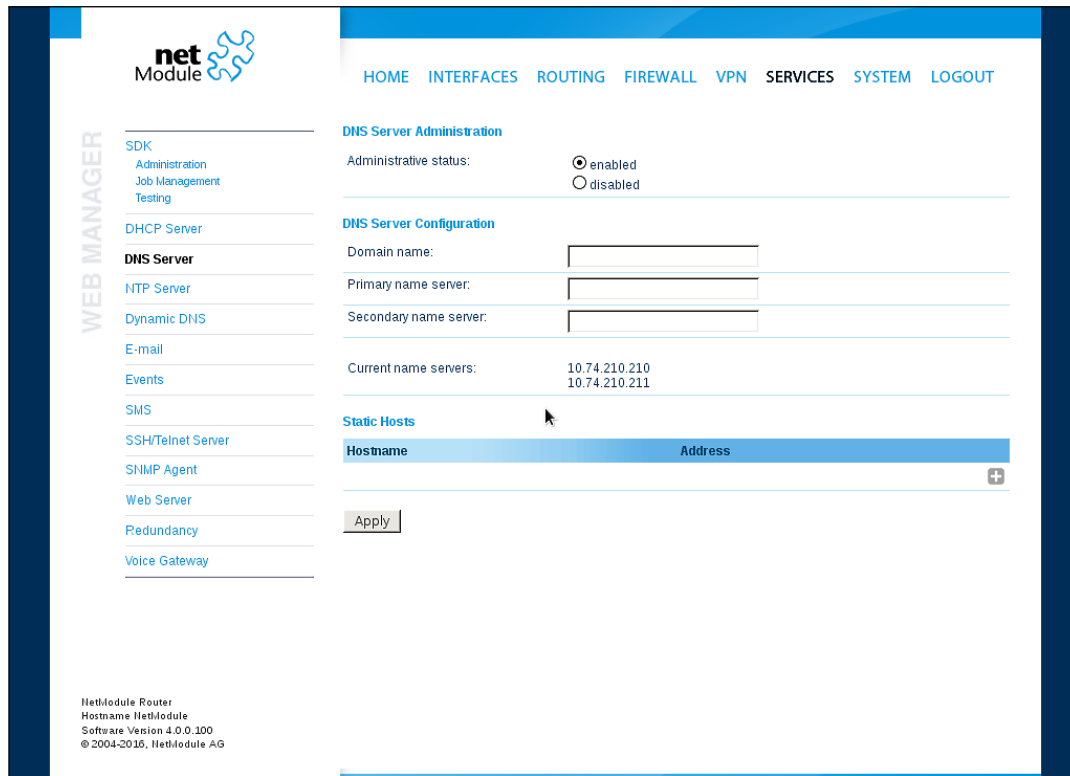 net
Module
HOME INTERFACES ROUTING FIREWALL VPN SERVICES SYSTEM LOGOUT
WEB MANAGER
SDK
Administration
Job Management
Testing
DHCP Server
DNS Server
NTP Server
Dynamic DNS
E-mail
Events
SMS
SSH/Telnet Server
SNMP Agent
Web Server
Redundancy
Voice Gateway
DNS Server Administration
Administrative status:
enabled
disabled
DNS Server Configuration
Domain name:
Primary name server:
Secondary name server:
Current name servers:
10.74.210.210
10.74.210.211
Static Hosts
Hostname Address
Apply
NetModule Router
Hostname NetModule
Software Version 4.0.0.100
© 2004-2016, NetModule AG